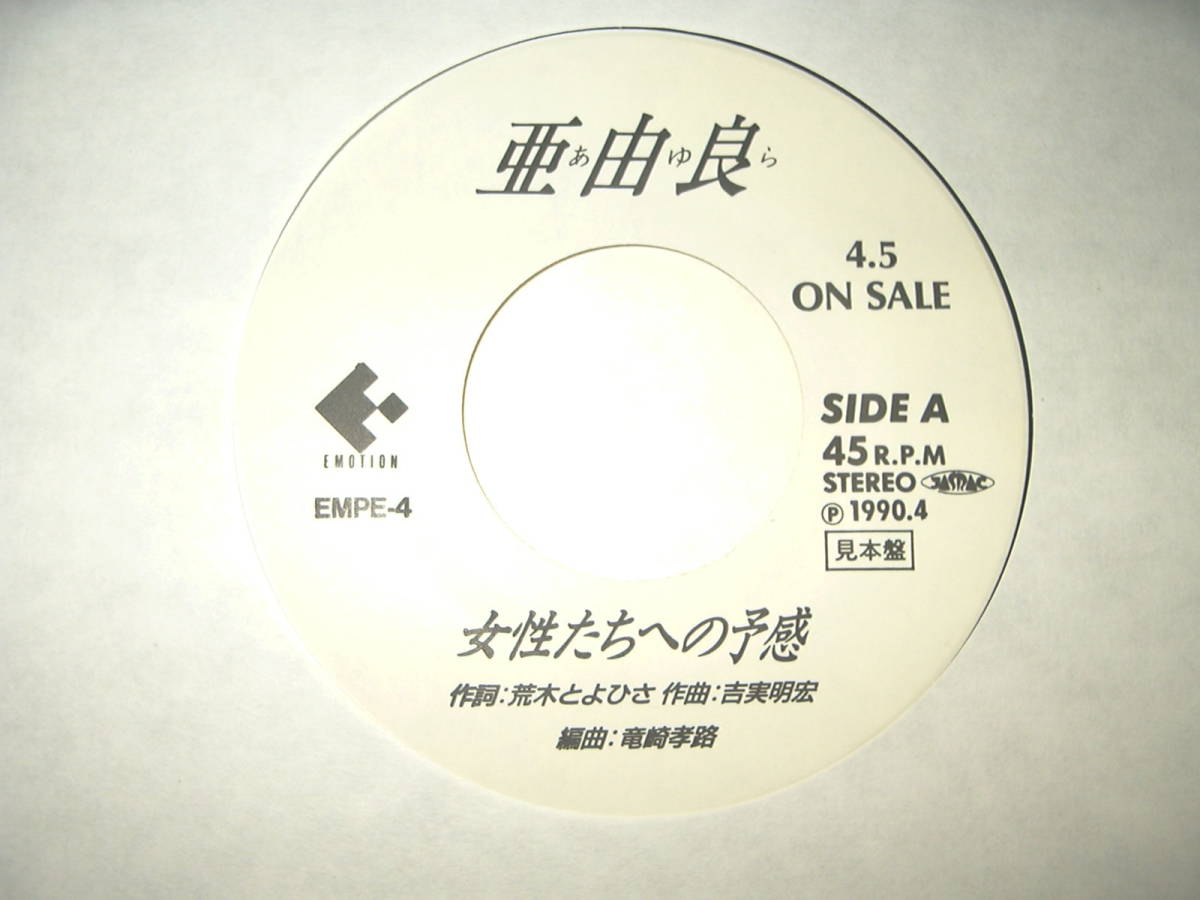 亜由良
あゆら
4.5
ON SALE
EMOTION
EMPE-4
SIDE A
45 R.P.M
STEREO JASRAC
Ⓟ 1990.4
見本盤
女性たちへの予感
作詞:荒木とよひさ 作曲:吉実明宏
編曲:竜崎孝路